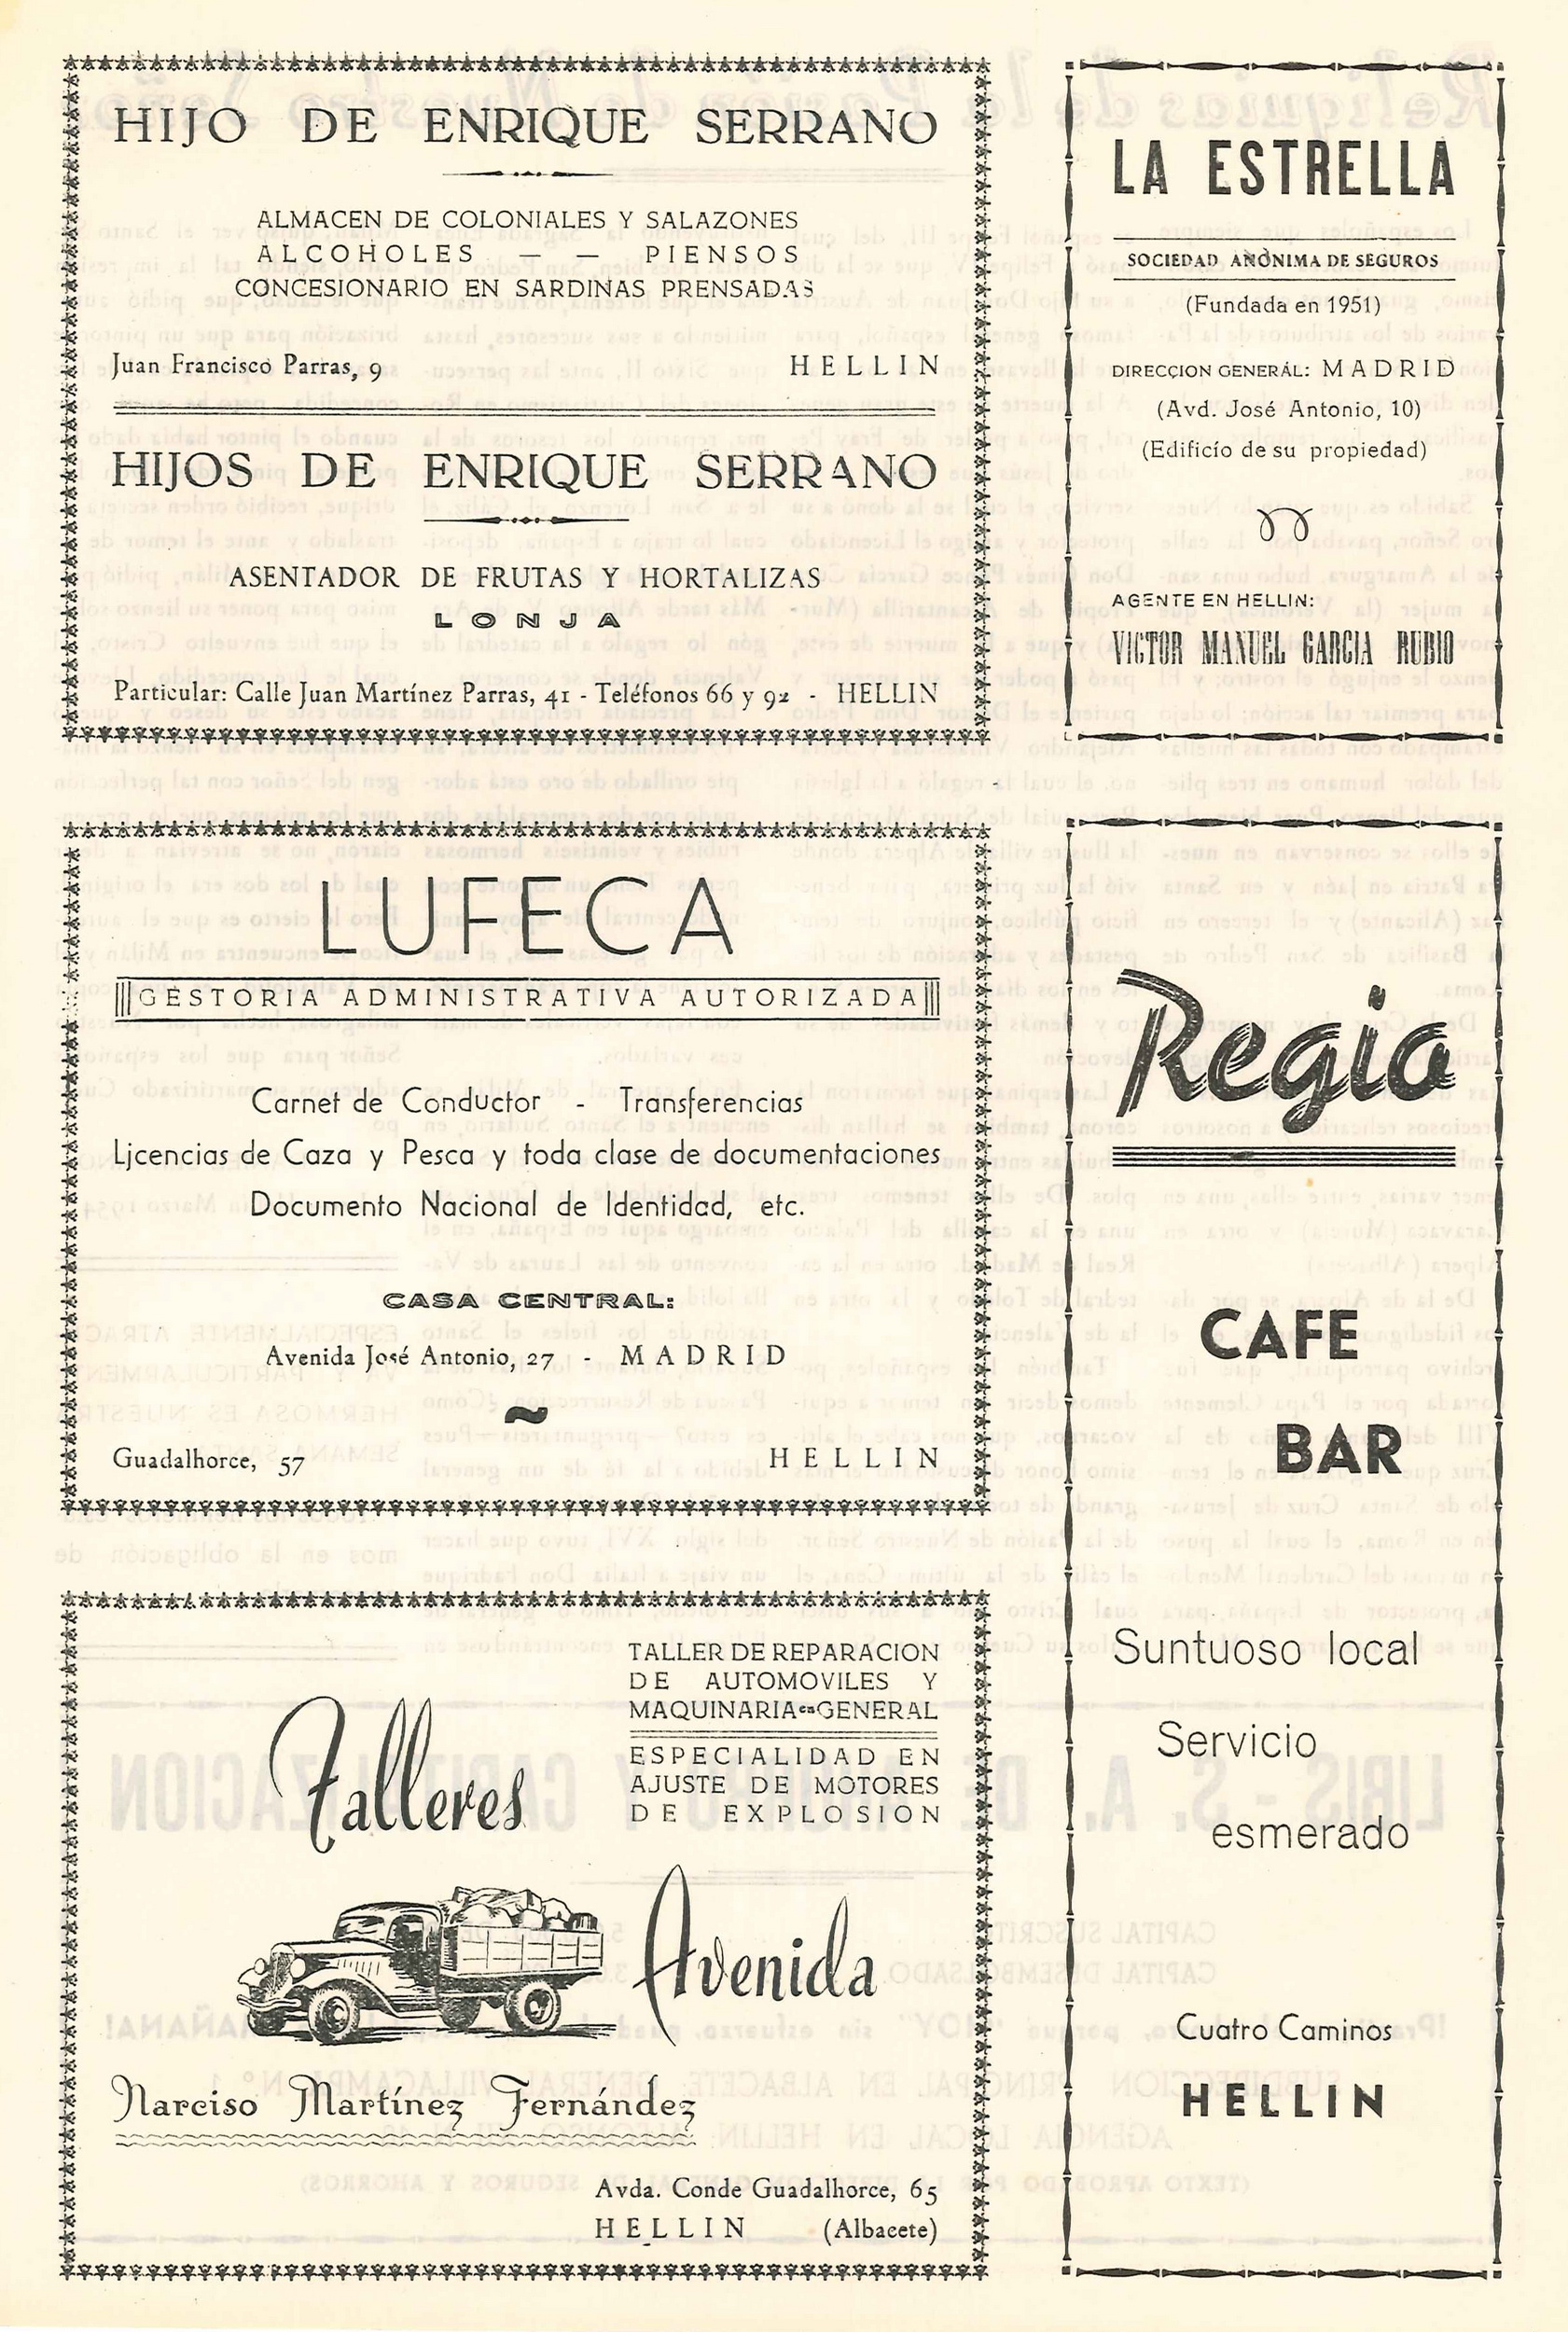 HIJO DE ENRIQUE SERRANO
ALMACEN DE COLONIALES Y SALAZONES
ALCOHOLES — — PIENSOS
CONCESIONARIO EN SARDINAS PRENSADAS
Juan Francisco Parras, 9 HELLIN
HIJOS DE ENRIQUE SERRANO
ASENTADOR DE FRUTAS Y HORTALIZAS
LONJA
Particular: Calle Juan Martínez Parras, 41 - Teléfonos 66 y 92 - HELLIN
LA ESTRELLA
SOCIEDAD ANÒNIMA DE SEGUROS
(Fundada en 1951)
DIRECCION GENERAL: MADRID
(Avd. José Antonio, 10)
(Edificío de su propiedad)
AGENTE EN HELLIN:
VICTOR MANUEL GARCIA RUBIO
LUFECA
GESTORIA ADMINISTRATIVA AUTORIZADA
Carnet de Conductor - Transferencias
Licencias de Caza y Pesca y toda clase de documentaciones
Documento Nacional de Identidad, etc.
CASA CENTRAL:
Avenida José Antonio, 27 - MADRID
Guadalhorce, 57 HELLIN
Regio
CAFE
BAR
Suntuoso local
Servicio
esmerado
Cuatro Caminos
HELLIN
TALLER DE REPARACION
DE AUTOMOVILES Y
MAQUINARIA en GENERAL
ESPECIALIDAD EN
AJUSTE DE MOTORES
DE EXPLOSION
Talleres
Avenida
Narciso Martínez Fernández
Avda. Conde Guadalhorce, 65
HELLIN (Albacete)